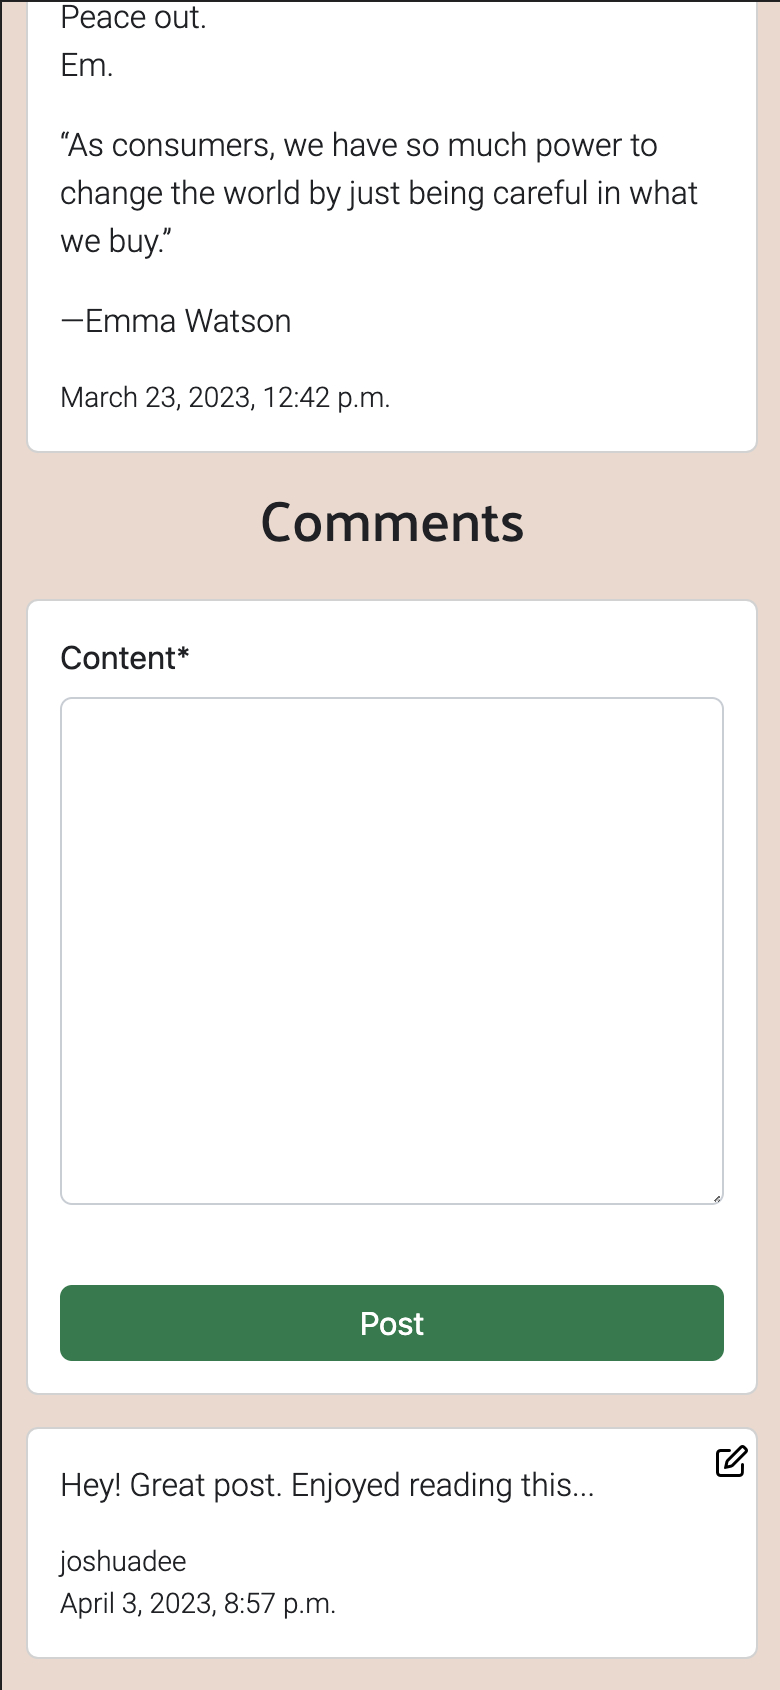 Peace out.
Em.
“As consumers, we have so much power to
change the world by just being careful in what
we buy.”
—Emma Watson
March 23, 2023, 12:42 p.m.
Comments
Content*
Post
Hey! Great post. Enjoyed reading this...
joshuadee
April 3, 2023, 8:57 p.m.